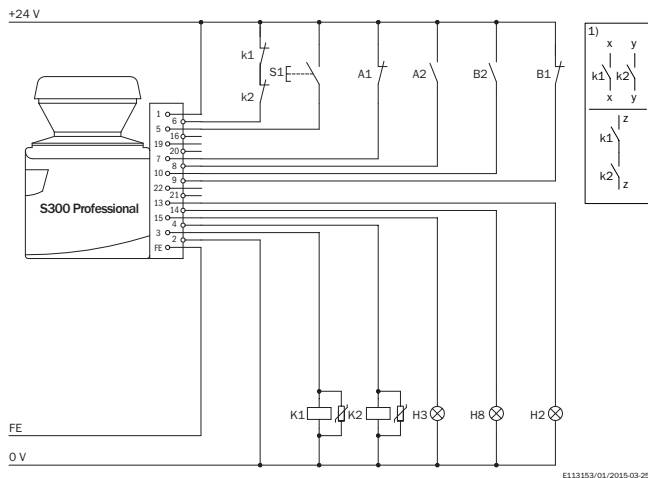 +24 V
1)
x y
k1 k2
x y
z
k1
k2
z
k1
k2
S1
A1
A2
B2
B1
1
6
5
16
19
20
7
8
10
9
22
21
13
14
15
4
3
2
FE
S300 Professional
K1
K2
H3
H8
H2
FE
0 V
E113153/01/2015-03-25